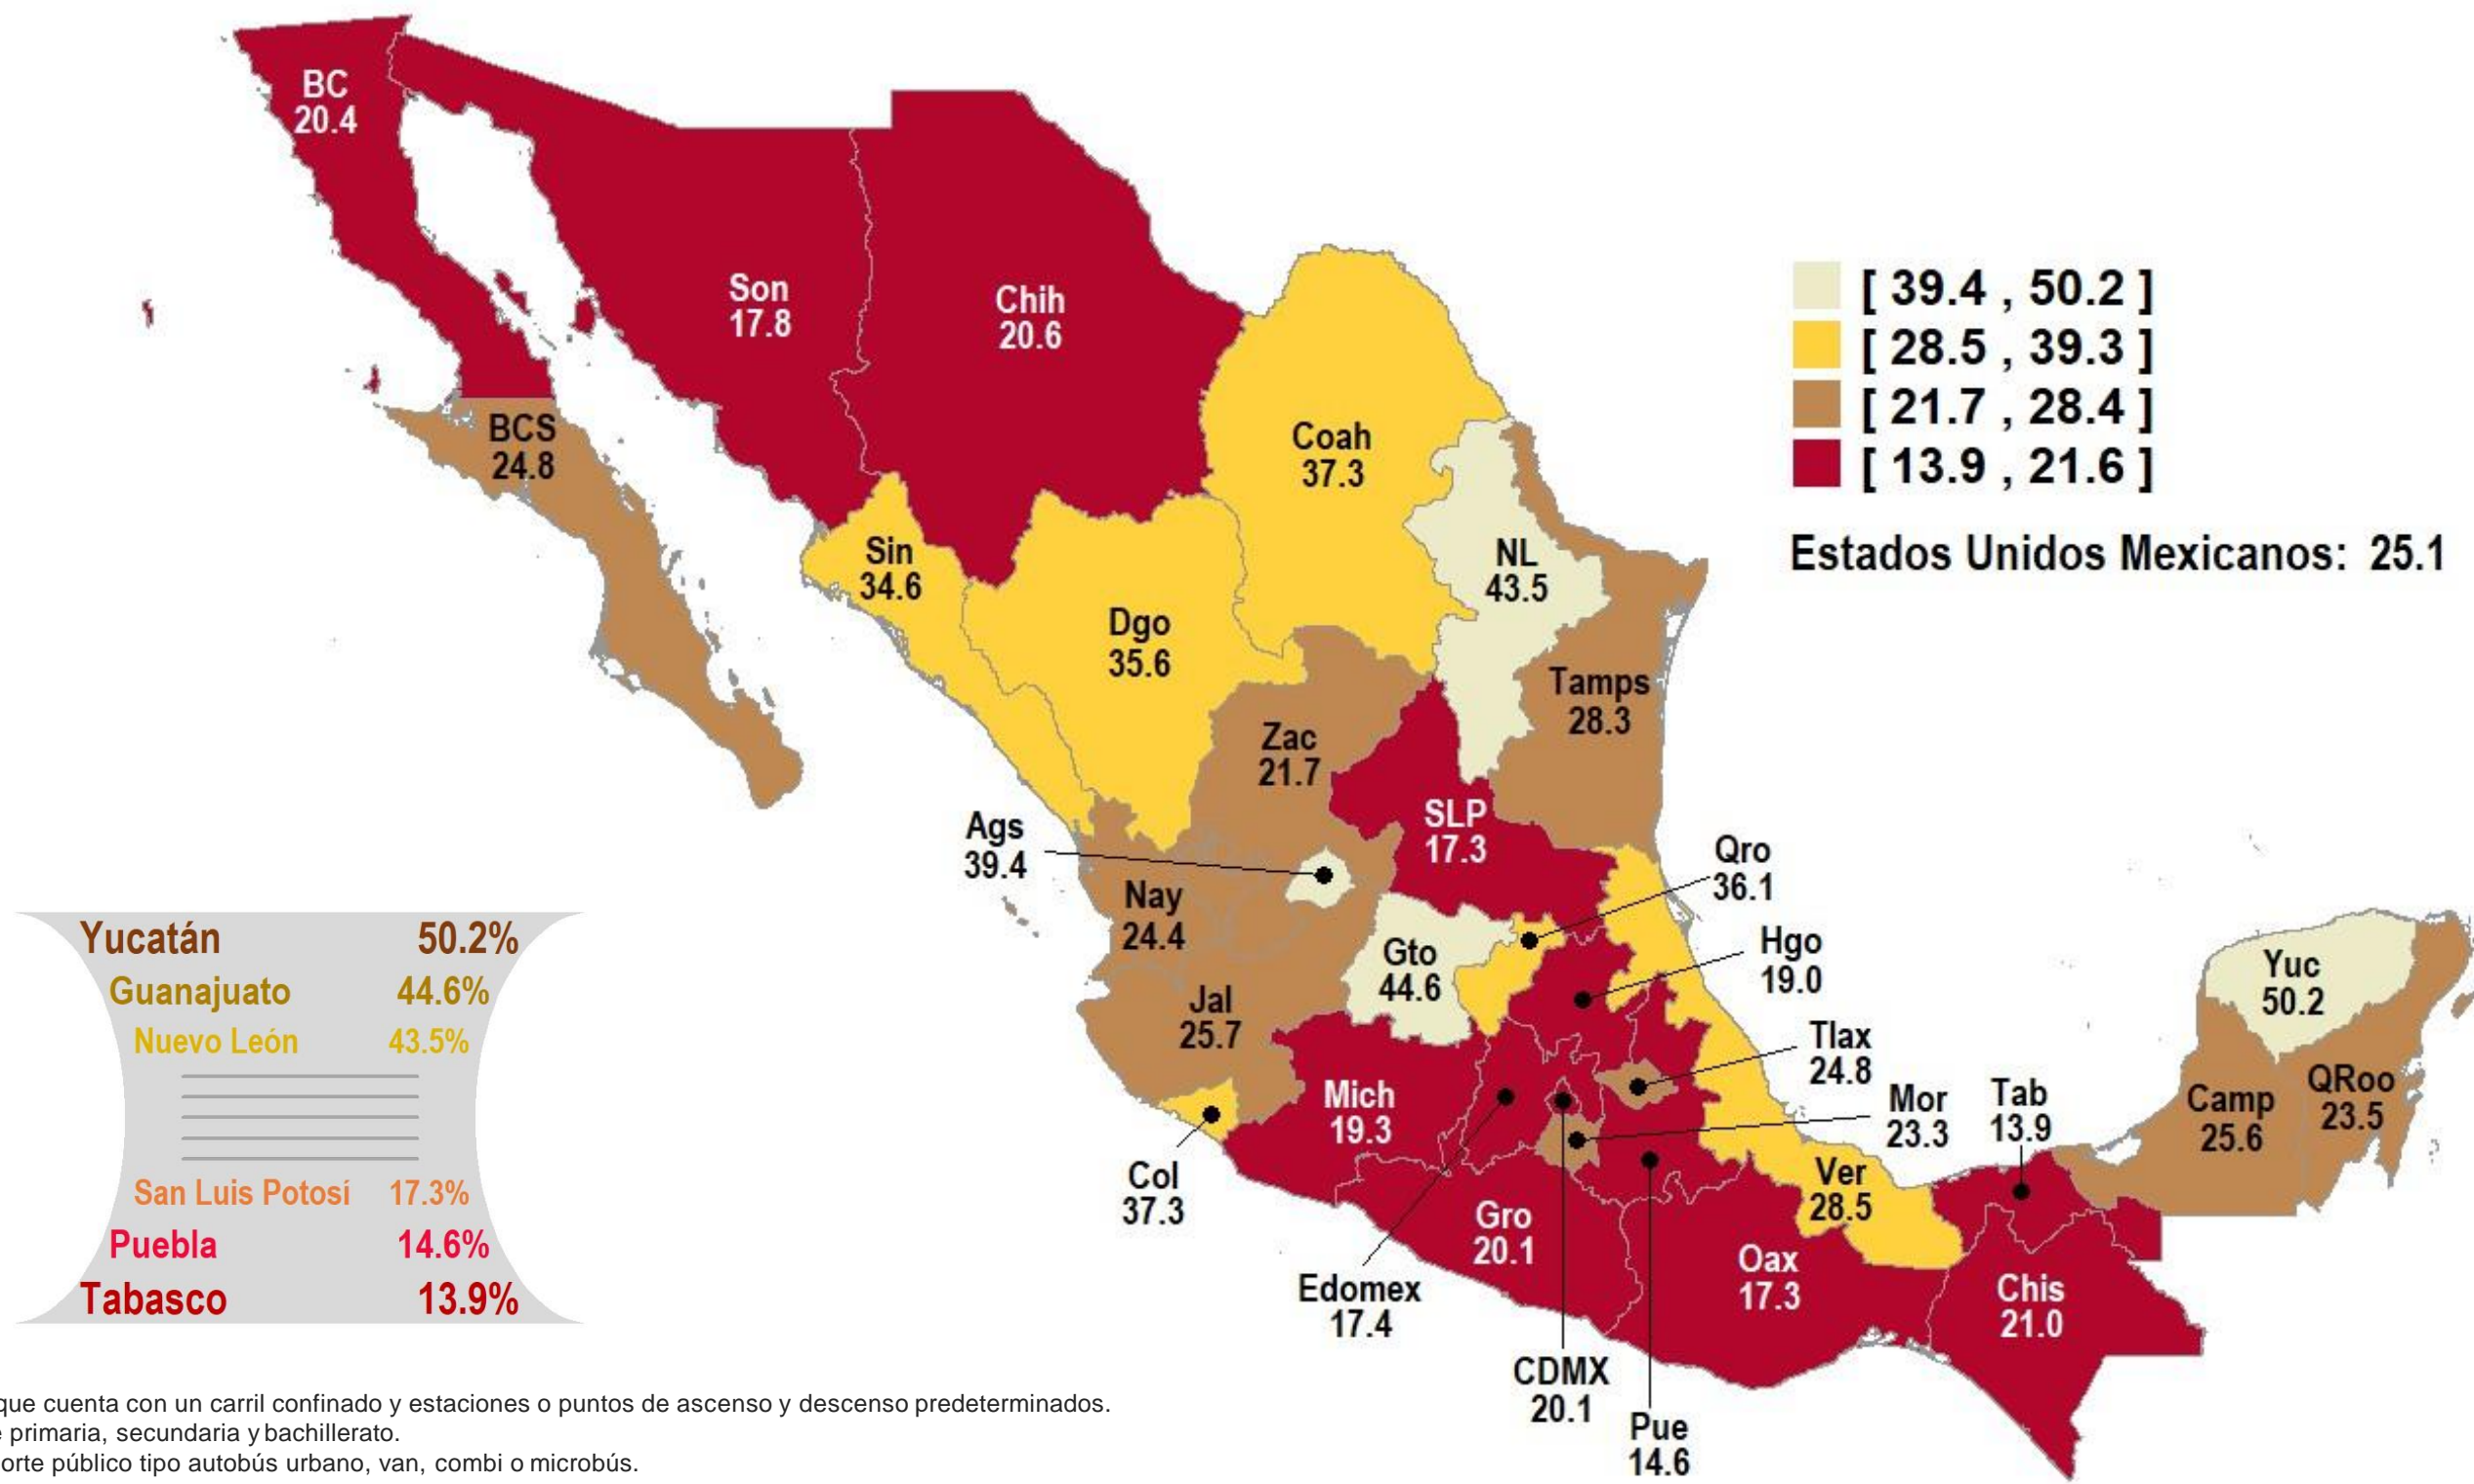 BC
20.4
Son
17.8
Chih
20.6
[ 39.4 , 50.2 ]
[ 28.5 , 39.3 ]
[ 21.7 , 28.4 ]
[ 13.9 , 21.6 ]
Estados Unidos Mexicanos: 25.1
Coah
37.3
BCS
24.8
Sin
34.6
NL
43.5
Dgo
35.6
Tamps
28.3
Zac
21.7
SLP
17.3
Ags
39.4
Qro
36.1
Nay
24.4
Gto
44.6
Hgo
19.0
Yuc
50.2
Jal
25.7
Tlax
24.8
Mich
19.3
Mor
23.3
Tab
13.9
Camp
25.6
QRoo
23.5
Col
37.3
Ver
28.5
Gro
20.1
Oax
17.3
Chis
21.0
Edomex
17.4
CDMX
20.1
Pue
14.6
Yucatán 50.2%
Guanajuato 44.6%
Nuevo León 43.5%
San Luis Potosí 17.3%
Puebla 14.6%
Tabasco 13.9%
que cuenta con un carril confinado y estaciones o puntos de ascenso y descenso predeterminados.
primaria, secundaria y bachillerato.
orte público tipo autobús urbano, van, combi o microbús.